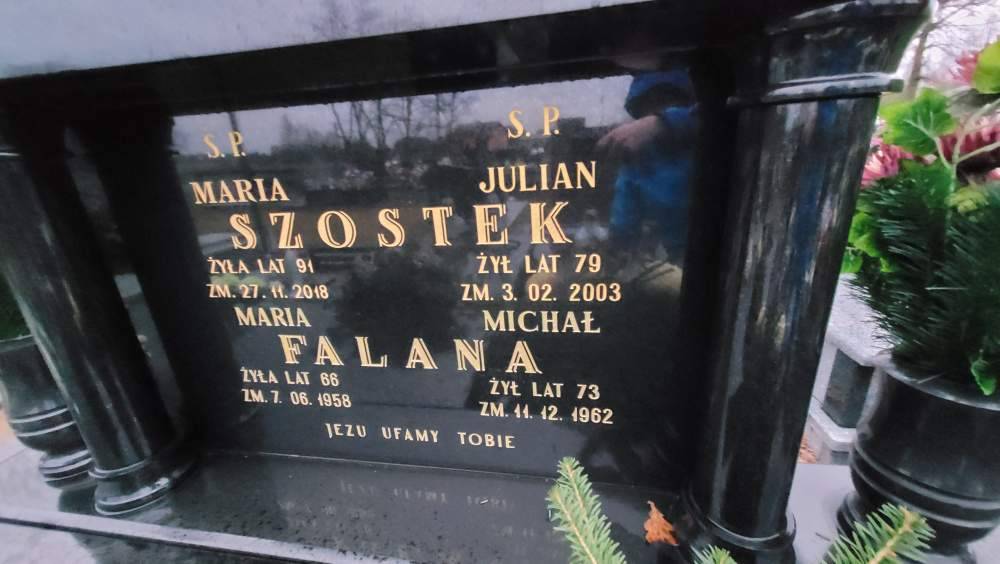 S.P. S.P.
MARIA JULIAN
SZOSTEK
ŻYŁA LAT 91 ŻYŁ LAT 79
ZM. 27. 11. 2018 ZM. 3. 02. 2003
MARIA MICHAŁ
FALANA
ŻYŁA LAT 66 ŻYŁ LAT 73
ZM. 7. 06. 1958 ZM. 11. 12. 1962
JEZU UFAMY TOBIE